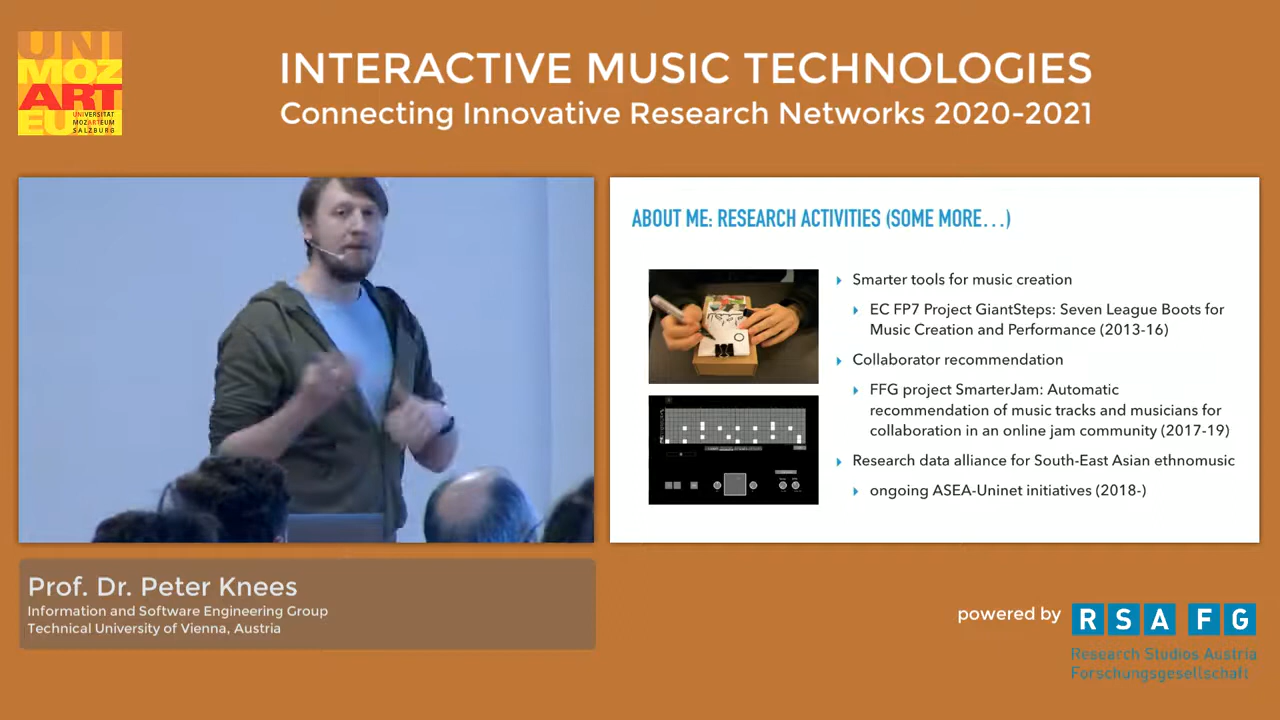 UNI
MOZ
ART
EU
UNIVERSITÄT
MOZARTEUM
SALZBURG
INTERACTIVE MUSIC TECHNOLOGIES
Connecting Innovative Research Networks 2020-2021
ABOUT ME: RESEARCH ACTIVITIES (SOME MORE...)
Smarter tools for music creation
EC FP7 Project GiantSteps: Seven League Boots for
Music Creation and Performance (2013-16)
Collaborator recommendation
FFG project SmarterJam: Automatic
recommendation of music tracks and musicians for
collaboration in an online jam community (2017-19)
Research data alliance for South-East Asian ethnomusic
ongoing ASEA-Uninet initiatives (2018-)
Prof. Dr. Peter Knees
Information and Software Engineering Group
Technical University of Vienna, Austria
powered by
RSA FG
Research Studios Austria
Forschungsgesellschaft